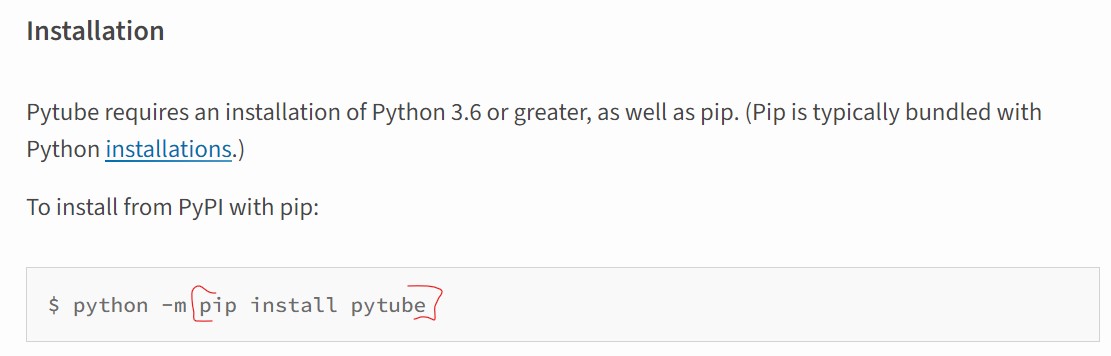 Installation
Pytube requires an installation of Python 3.6 or greater, as well as pip. (Pip is typically bundled with
Python installations.)
To install from PyPI with pip:
$ python -m pip install pytube